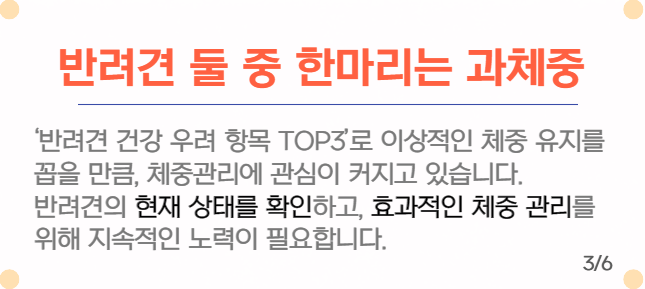 반려견 둘 중 한마리는 과체중
‘반려견 건강 우려 항목 TOP3’로 이상적인 체중 유지를
꼽을 만큼, 체중관리에 관심이 커지고 있습니다.
반려견의 현재 상태를 확인하고, 효과적인 체중 관리를
위해 지속적인 노력이 필요합니다.
3/6